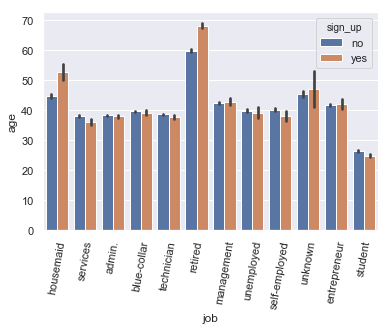 sign_up
no
yes
70
60
50
40
30
20
10
0
age
housemaid
services
admin.
blue-collar
technician
retired
management
unemployed
self-employed
unknown
entrepreneur
student
job